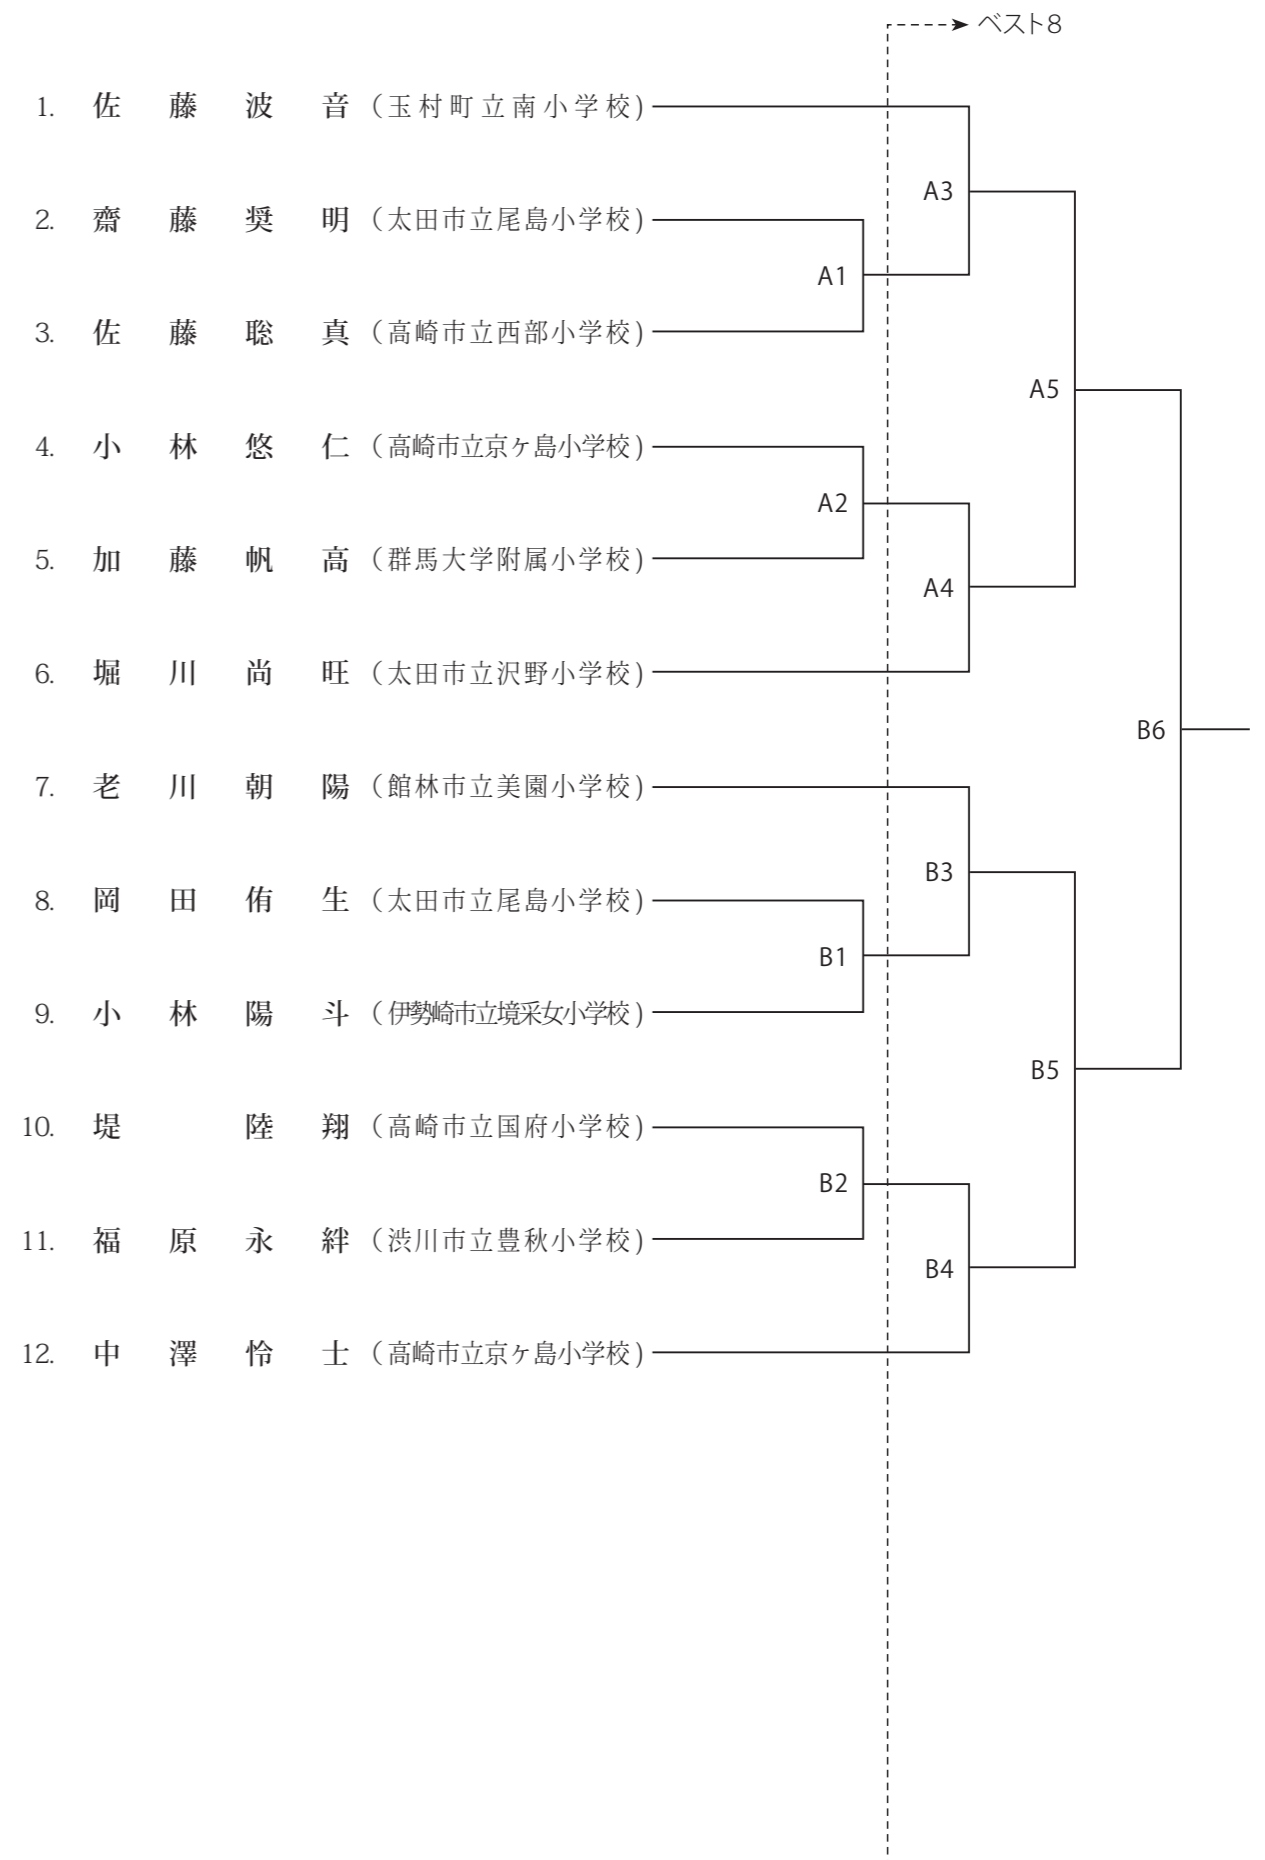 ベスト8
1. 佐藤波音（玉村町立南小学校）
A3
2. 齋藤奨明（太田市立尾島小学校）
A1
3. 佐藤聡真（高崎市立西部小学校）
A5
4. 小林悠仁（高崎市立京ヶ島小学校）
A2
5. 加藤帆高（群馬大学附属小学校）
A4
6. 堀川尚旺（太田市立沢野小学校）
B6
7. 老川朝陽（館林市立美園小学校）
B3
8. 岡田侑生（太田市立尾島小学校）
B1
9. 小林陽斗（伊勢崎市立境采女小学校）
B5
10. 堤陸翔（高崎市立国府小学校）
B2
11. 福原永絆（渋川市立豊秋小学校）
B4
12. 中澤怜士（高崎市立京ヶ島小学校）